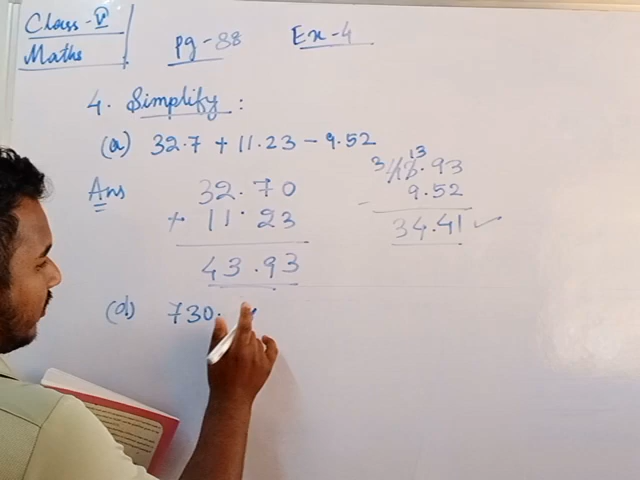 Class - V
Maths
Pg - 88
Ex - 4
4. Simplify :
(a) 32.7 + 11.23 - 9.52
Ans
32.70
+ 11.23
43.93
3 13
.93
- 9.52
34.41 ✓
(d) 730.